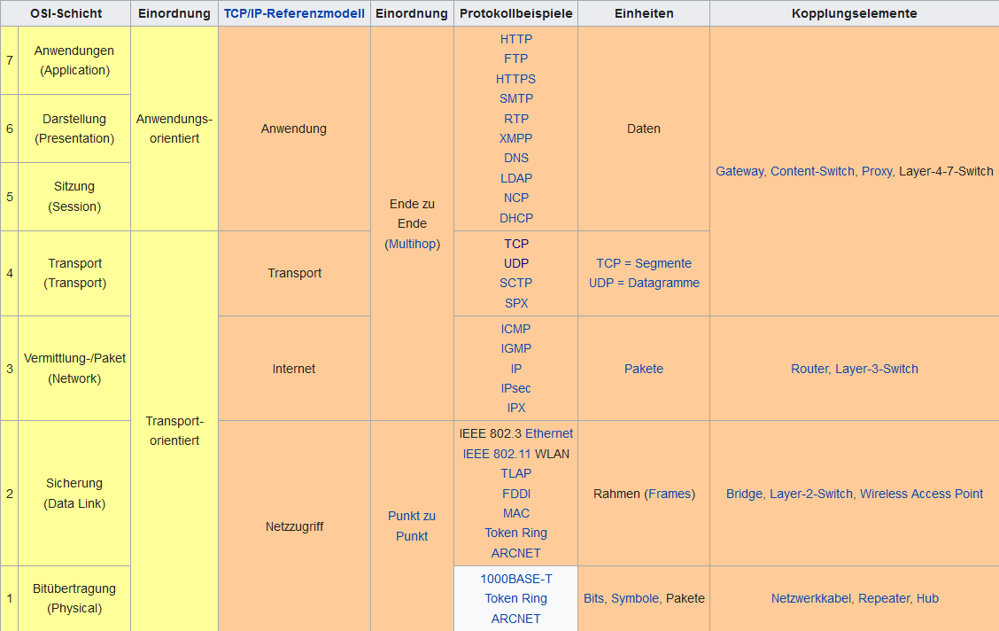 OSI-Schicht Einordnung TCP/IP-Referenzmodell Einordnung Protokollbeispiele Einheiten Kopplungselemente
7
Anwendungen
(Application)
Anwendungs-
orientiert
Anwendung
Ende zu
Ende
(Multihop)
HTTP
FTP
HTTPS
SMTP
RTP
XMPP
DNS
LDAP
NCP
DHCP
Daten
Gateway, Content-Switch, Proxy, Layer-4-7-Switch
6
Darstellung
(Presentation)
5
Sitzung
(Session)
4
Transport
(Transport)
Transport-
orientiert
Transport
TCP
UDP
SCTP
SPX
TCP = Segmente
UDP = Datagramme
3
Vermittlung-/Paket
(Network)
Internet
ICMP
IGMP
IP
IPsec
IPX
Pakete
Router, Layer-3-Switch
2
Sicherung
(Data Link)
Netzzugriff
Punkt zu
Punkt
IEEE 802.3 Ethernet
IEEE 802.11 WLAN
TLAP
FDDI
MAC
Token Ring
ARCNET
Rahmen (Frames)
Bridge, Layer-2-Switch, Wireless Access Point
1
Bitübertragung
(Physical)
1000BASE-T
Token Ring
ARCNET
Bits, Symbole, Pakete
Netzwerkkabel, Repeater, Hub